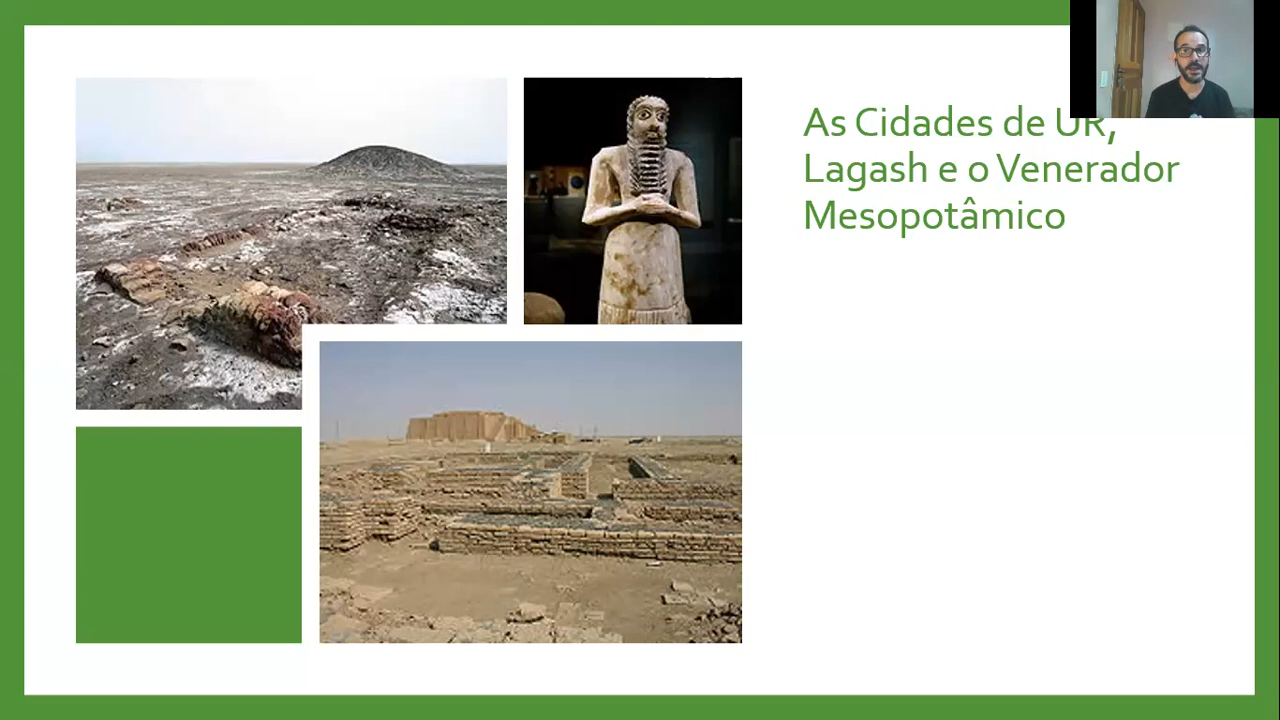 As Cidades de UR,
Lagash e o Venerador
Mesopotâmico